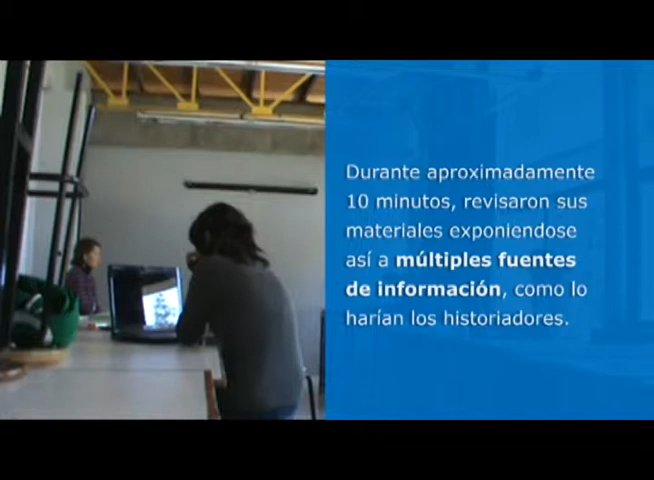 Durante aproximadamente
10 minutos, revisaron sus
materiales exponiendose
así a múltiples fuentes
de información, como lo
harían los historiadores.